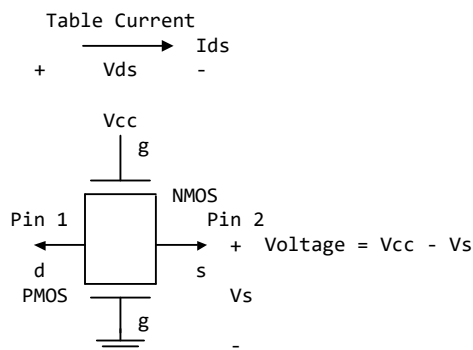 Table Current
Ids
+ Vds -
Vcc
g
NMOS
Pin 1 Pin 2
+ Voltage = Vcc - Vs
d s
PMOS Vs
g
-